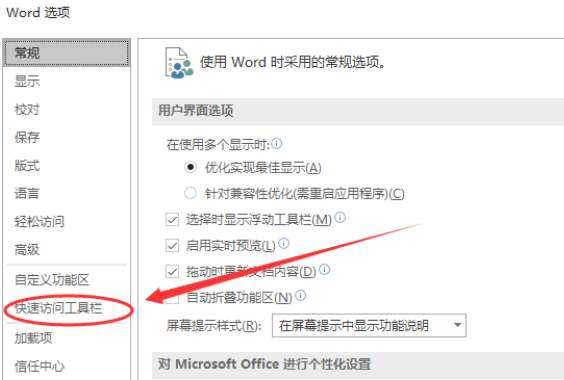 Word 选项
常规
显示
校对
保存
版式
语言
轻松访问
高级
自定义功能区
快速访问工具栏
加载项
信任中心
使用 Word 时采用的常规选项。
用户界面选项
在使用多个显示时:
优化实现最佳显示(A)
针对兼容性优化(需重启应用程序)(C)
选择时显示浮动工具栏(M)
启用实时预览(L)
拖动时更新文档内容(D)
自动折叠功能区(N)
屏幕提示样式(R): 在屏幕提示中显示功能说明
对 Microsoft Office 进行个性化设置